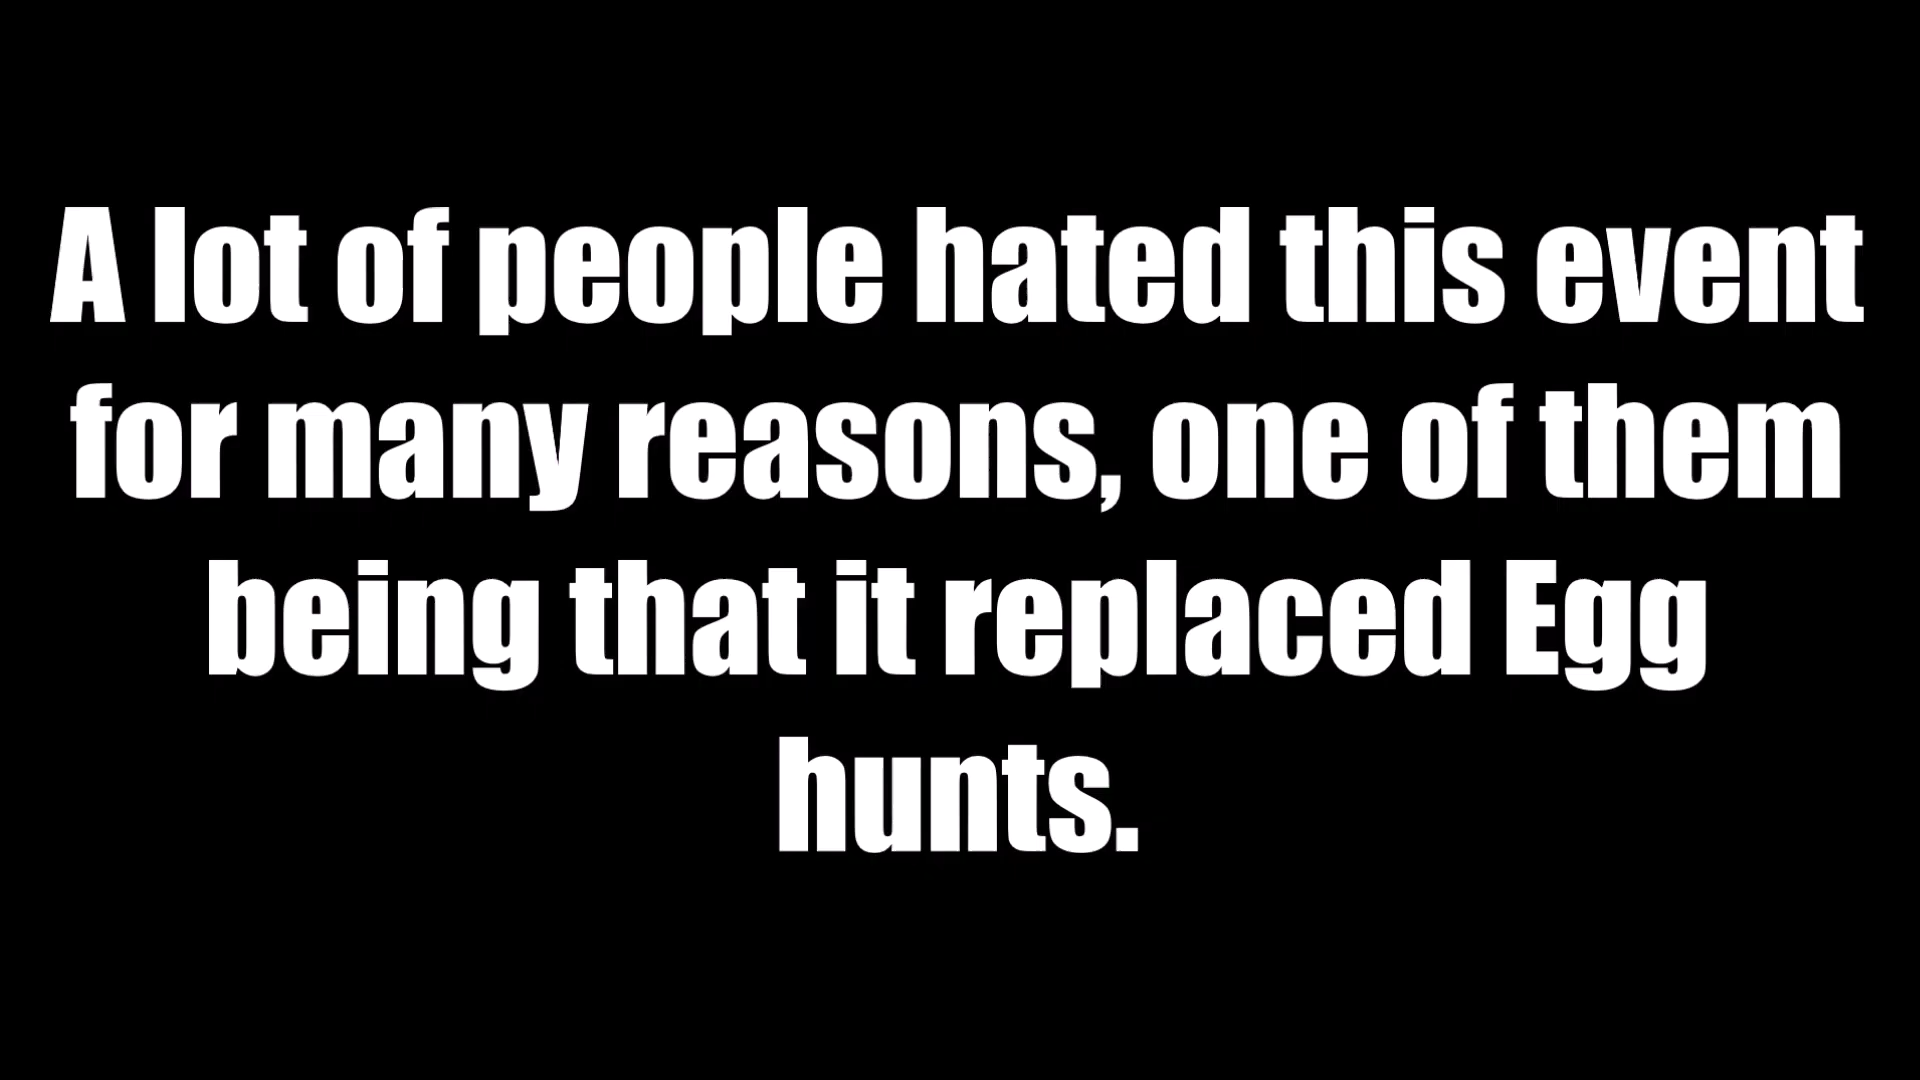 A lot of people hated this event
for many reasons, one of them
being that it replaced Egg
hunts.